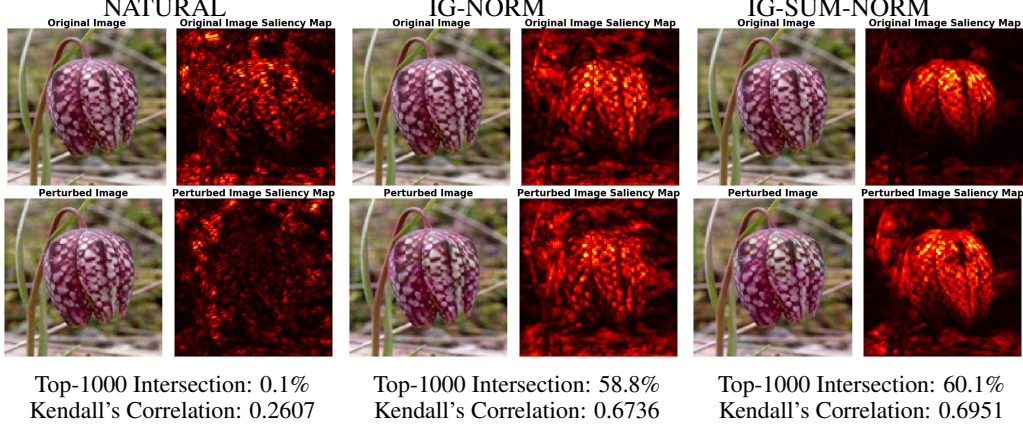 NATURAL
IG-NORM
IG-SUM-NORM
Original Image
Original Image Saliency Map
Original Image
Original Image Saliency Map
Original Image
Original Image Saliency Map
Perturbed Image
Perturbed Image Saliency Map
Perturbed Image
Perturbed Image Saliency Map
Perturbed Image
Perturbed Image Saliency Map
Top-1000 Intersection: 0.1%
Kendall's Correlation: 0.2607
Top-1000 Intersection: 58.8%
Kendall's Correlation: 0.6736
Top-1000 Intersection: 60.1%
Kendall's Correlation: 0.6951